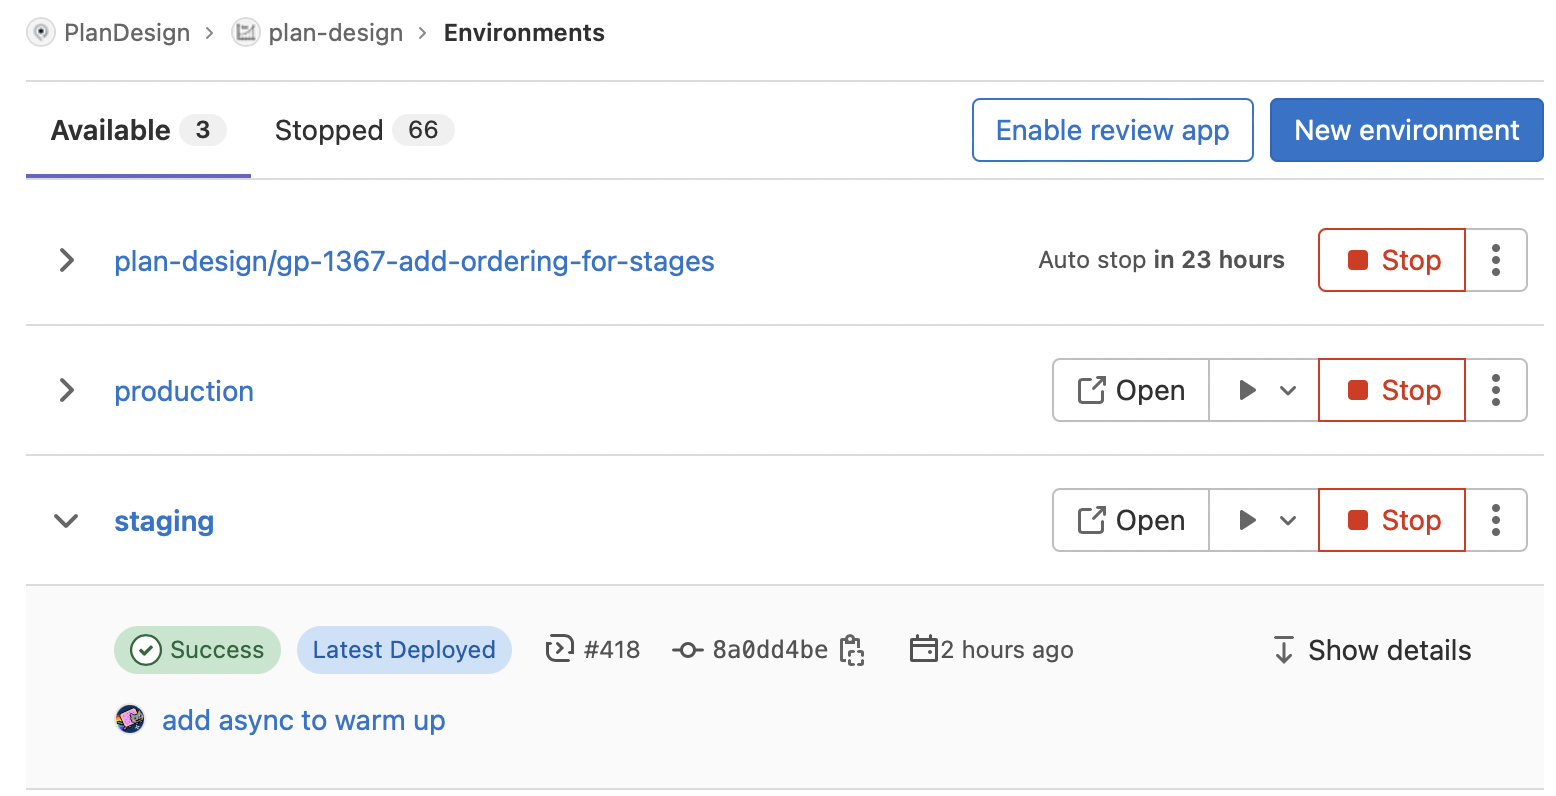 PlanDesign > plan-design > Environments
Available 3 Stopped 66 Enable review app New environment
plan-design/gp-1367-add-ordering-for-stages Auto stop in 23 hours Stop
production Open Stop
staging Open Stop
Success Latest Deployed #418 8a0dd4be 2 hours ago Show details
add async to warm up